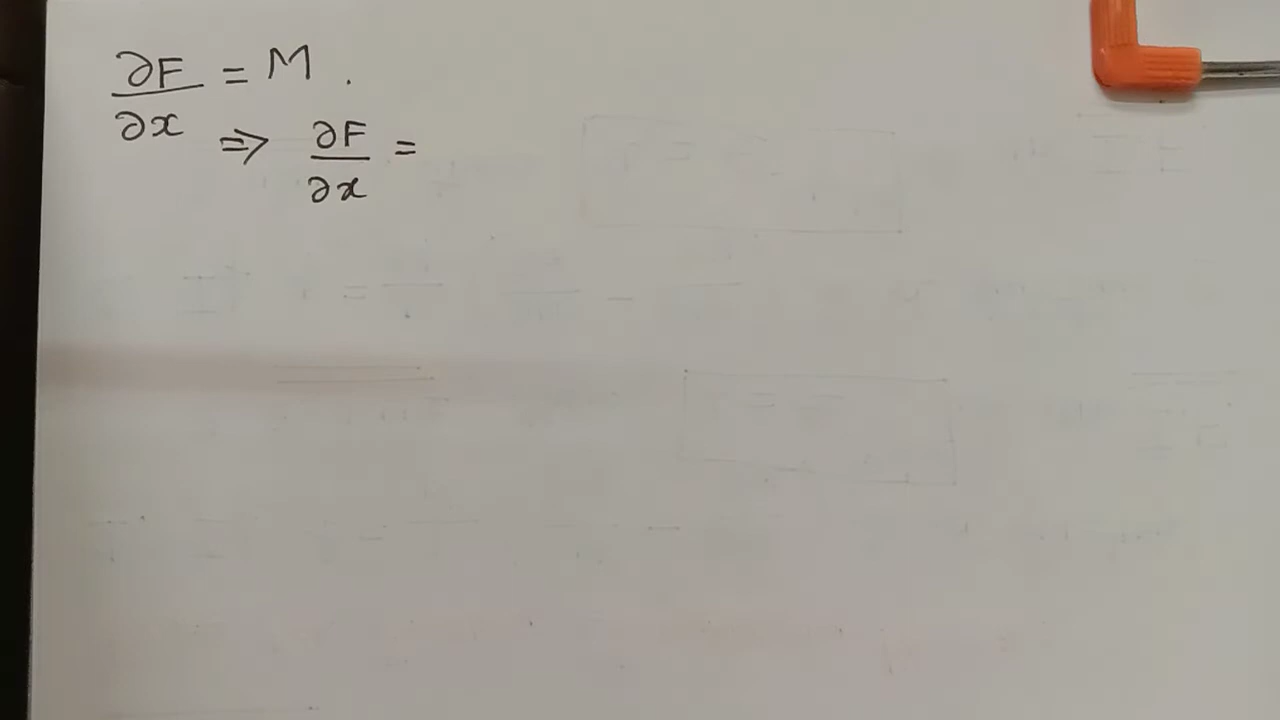 ∂F/∂x = M .
⇒ ∂F/∂x =